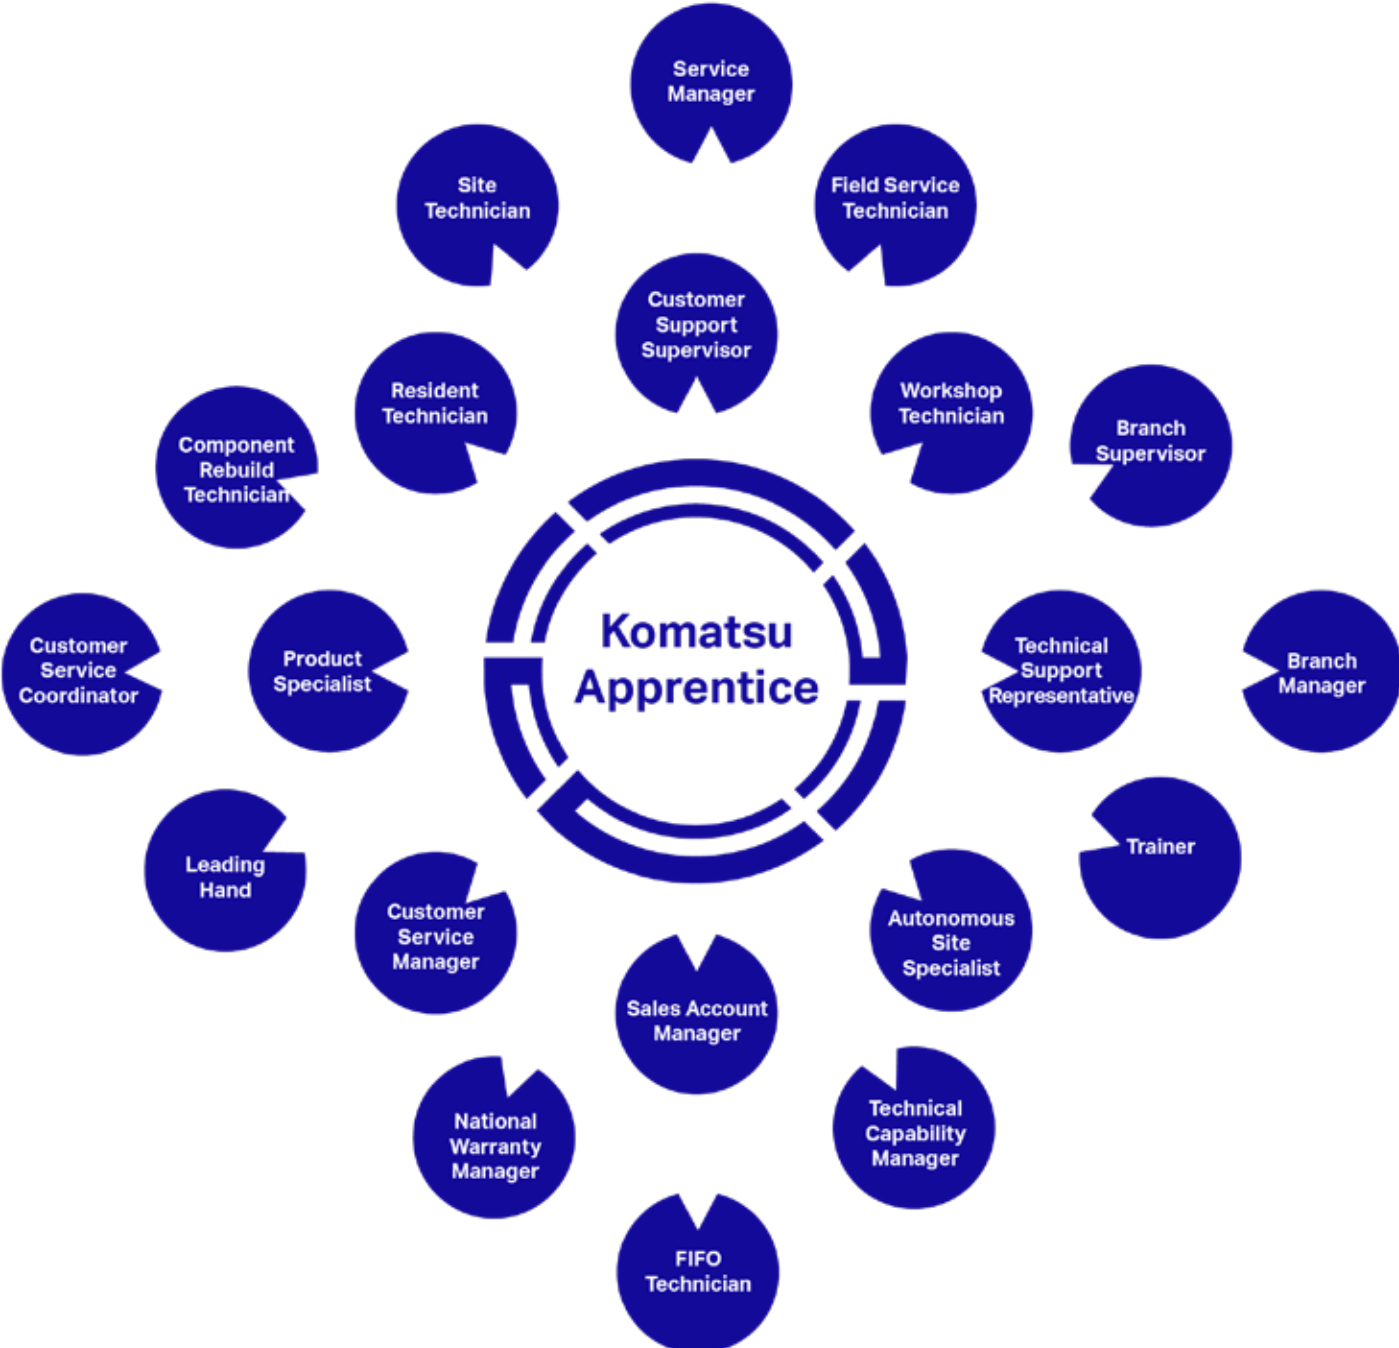 Service
Manager
Site
Technician
Field Service
Technician
Customer
Support
Supervisor
Resident
Technician
Workshop
Technician
Component
Rebuild
Technician
Branch
Supervisor
Komatsu
Apprentice
Customer
Service
Coordinator
Product
Specialist
Technical
Support
Representative
Branch
Manager
Leading
Hand
Trainer
Customer
Service
Manager
Autonomous
Site
Specialist
Sales Account
Manager
National
Warranty
Manager
Technical
Capability
Manager
FIFO
Technician